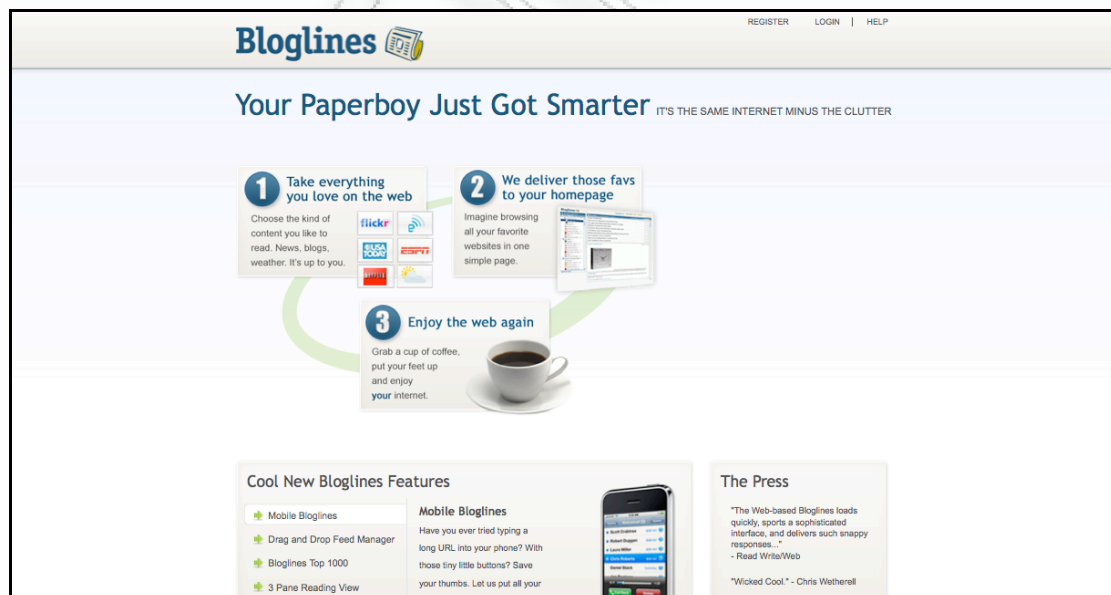 REGISTER LOGIN | HELP
Bloglines
Your Paperboy Just Got Smarter IT'S THE SAME INTERNET MINUS THE CLUTTER
1 Take everything
you love on the web
Choose the kind of
content you like to
read. News, blogs,
weather. It's up to you.
flickr
USA
TODAY
ESPN
NETFLIX
2 We deliver those favs
to your homepage
Imagine browsing
all your favorite
websites in one
simple page.
3 Enjoy the web again
Grab a cup of coffee,
put your feet up
and enjoy
your internet.
Cool New Bloglines Features
Mobile Bloglines
Drag and Drop Feed Manager
Bloglines Top 1000
3 Pane Reading View
Mobile Bloglines
Have you ever tried typing a
long URL into your phone? With
those tiny little buttons? Save
your thumbs. Let us put all your
The Press
"The Web-based Bloglines loads
quickly, sports a sophisticated
interface, and delivers such snappy
responses..."
- Read Write/Web
"Wicked Cool." - Chris Wetherell